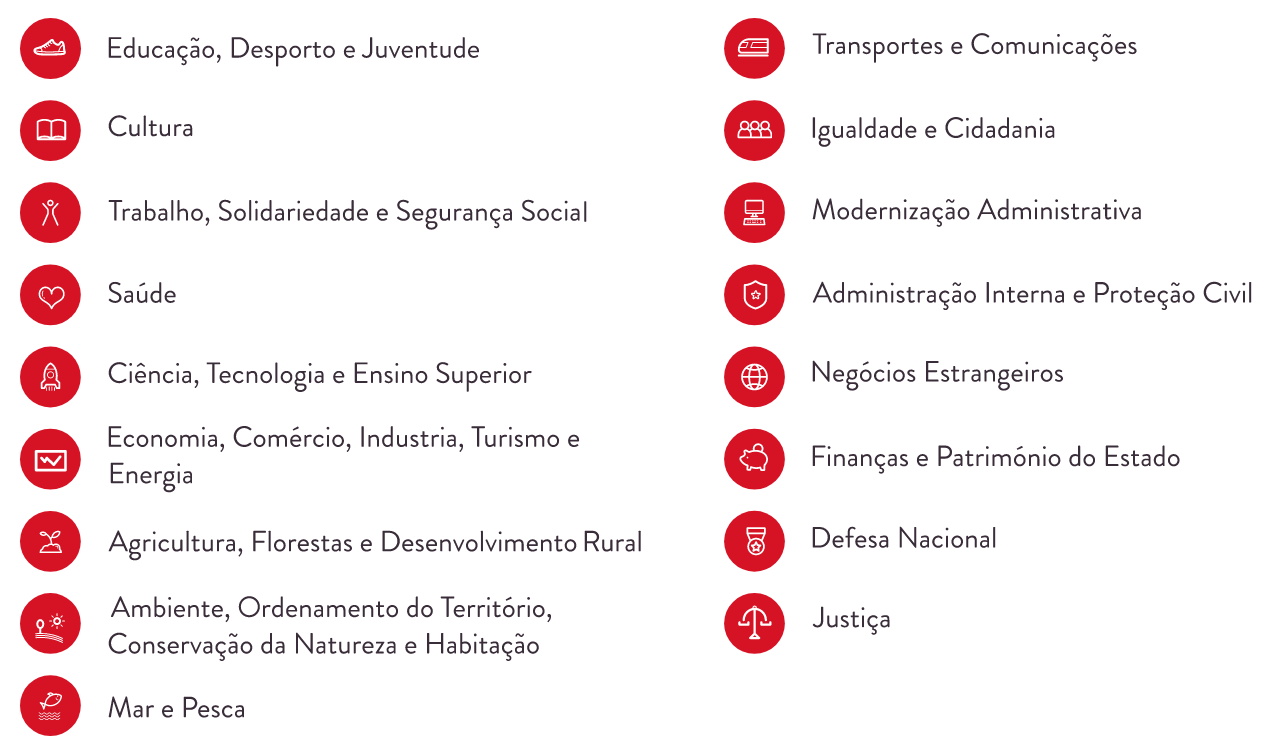 Educação, Desporto e Juventude
Cultura
Trabalho, Solidariedade e Segurança Social
Saúde
Ciência, Tecnologia e Ensino Superior
Economia, Comércio, Industria, Turismo e
Energia
Agricultura, Florestas e Desenvolvimento Rural
Ambiente, Ordenamento do Território,
Conservação da Natureza e Habitação
Mar e Pesca
Transportes e Comunicações
Igualdade e Cidadania
Modernização Administrativa
Administração Interna e Proteção Civil
Negócios Estrangeiros
Finanças e Património do Estado
Defesa Nacional
Justiça